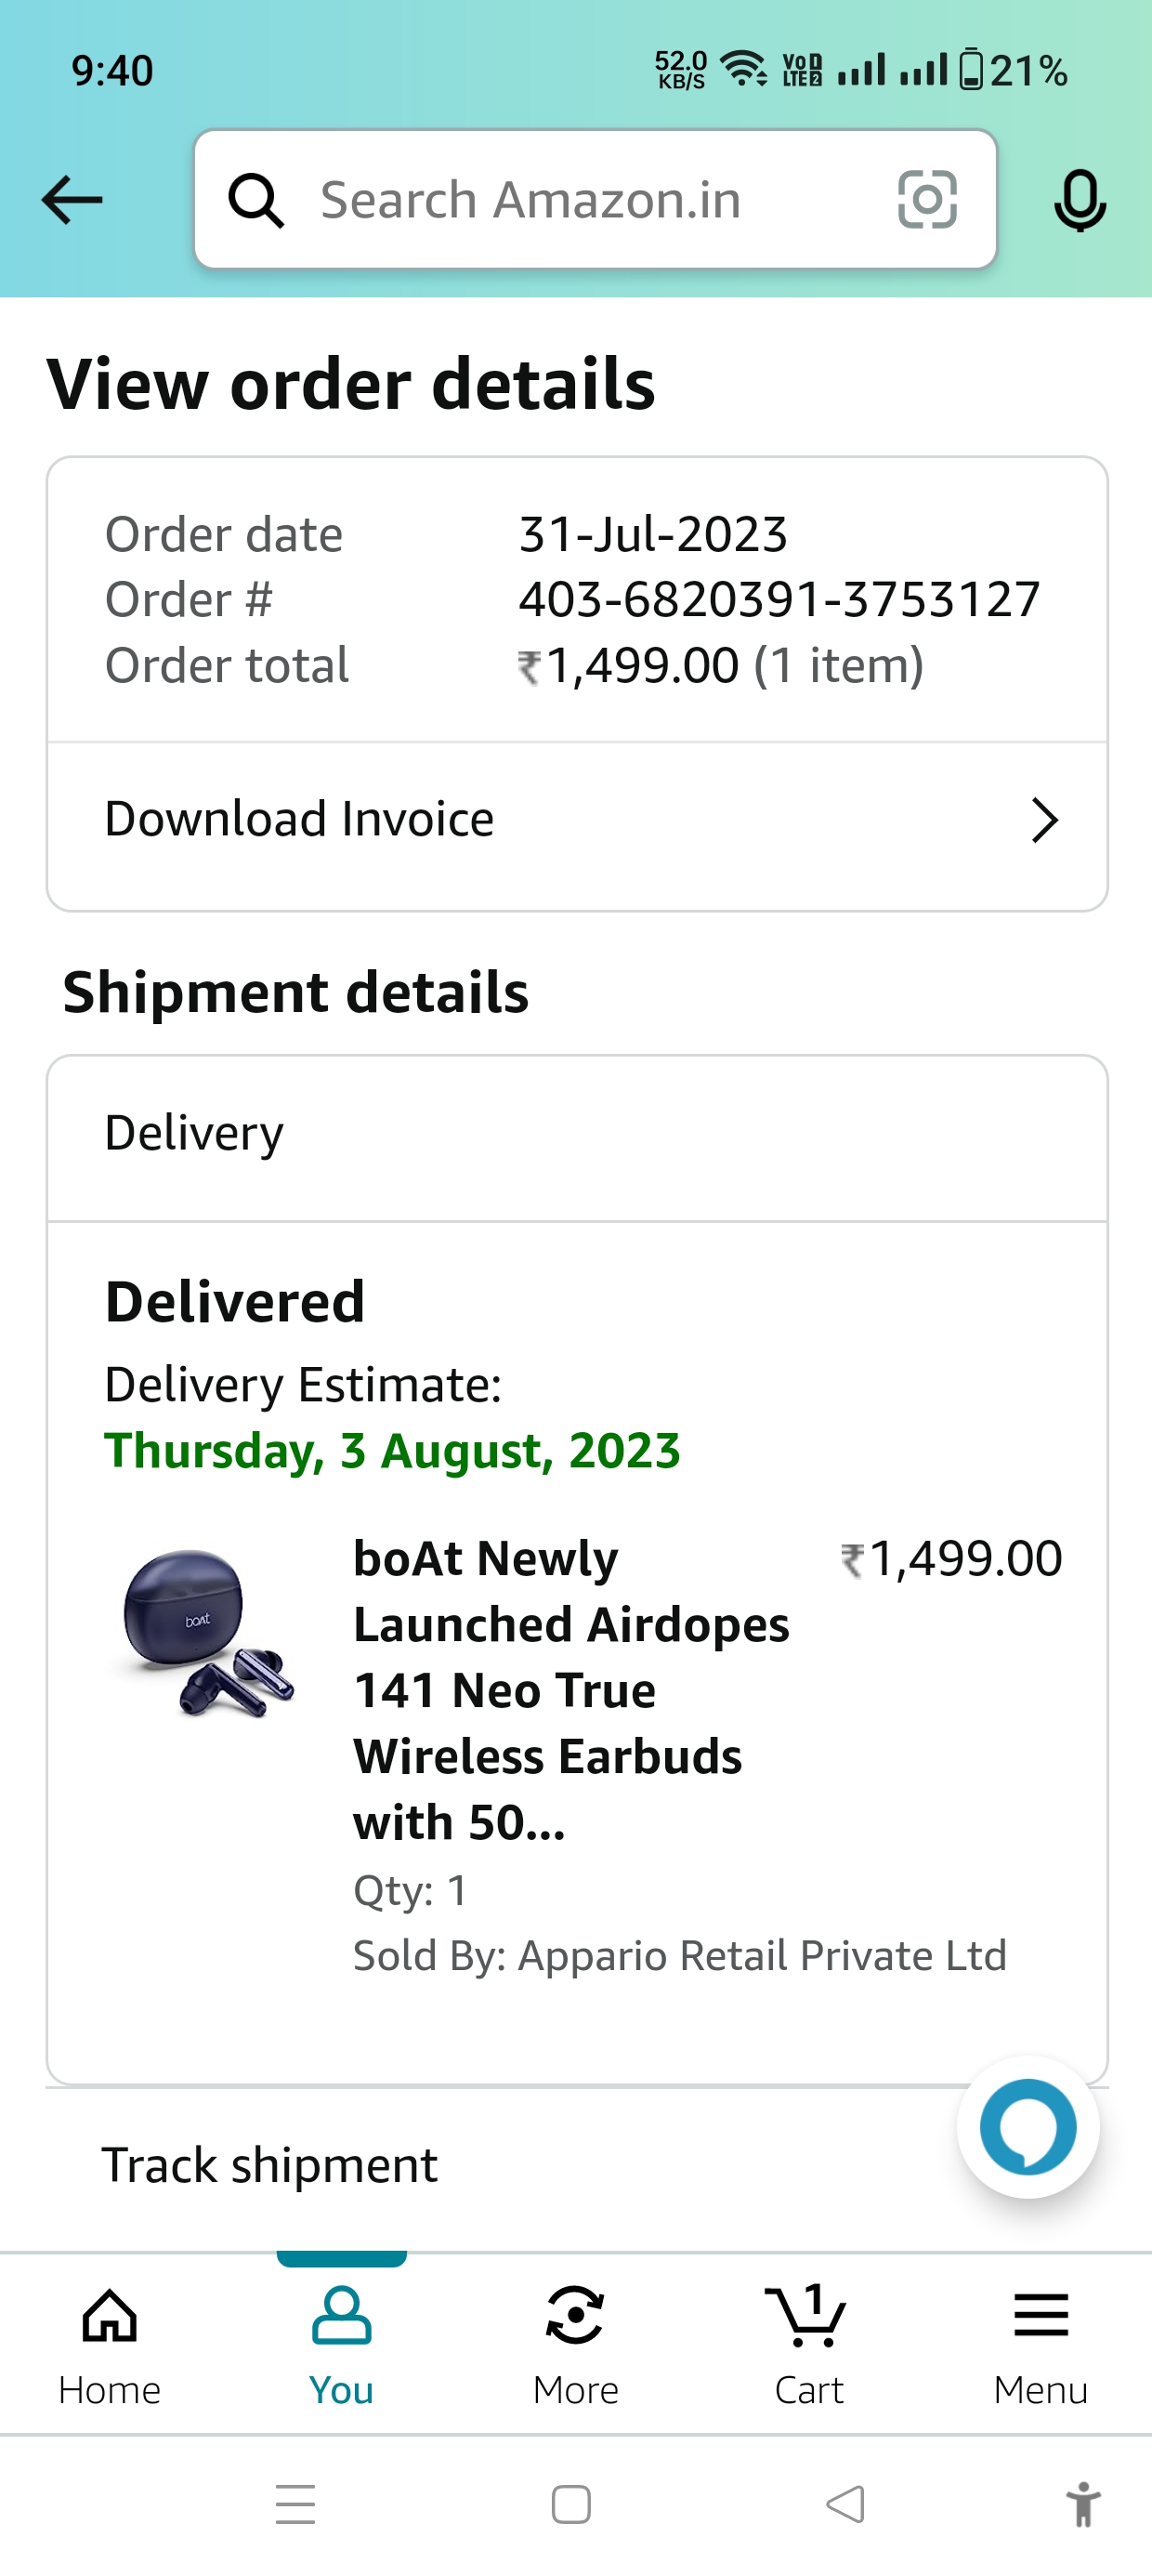 9:40
52.0 KB/S
Vo LTE 2
21%
Search Amazon.in
View order details
Order date 31-Jul-2023
Order # 403-6820391-3753127
Order total ₹1,499.00 (1 item)
Download Invoice
Shipment details
Delivery
Delivered
Delivery Estimate:
Thursday, 3 August, 2023
boAt
boAt Newly ₹1,499.00
Launched Airdopes
141 Neo True
Wireless Earbuds
with 50...
Qty: 1
Sold By: Appario Retail Private Ltd
Track shipment
1
Home You More Cart Menu